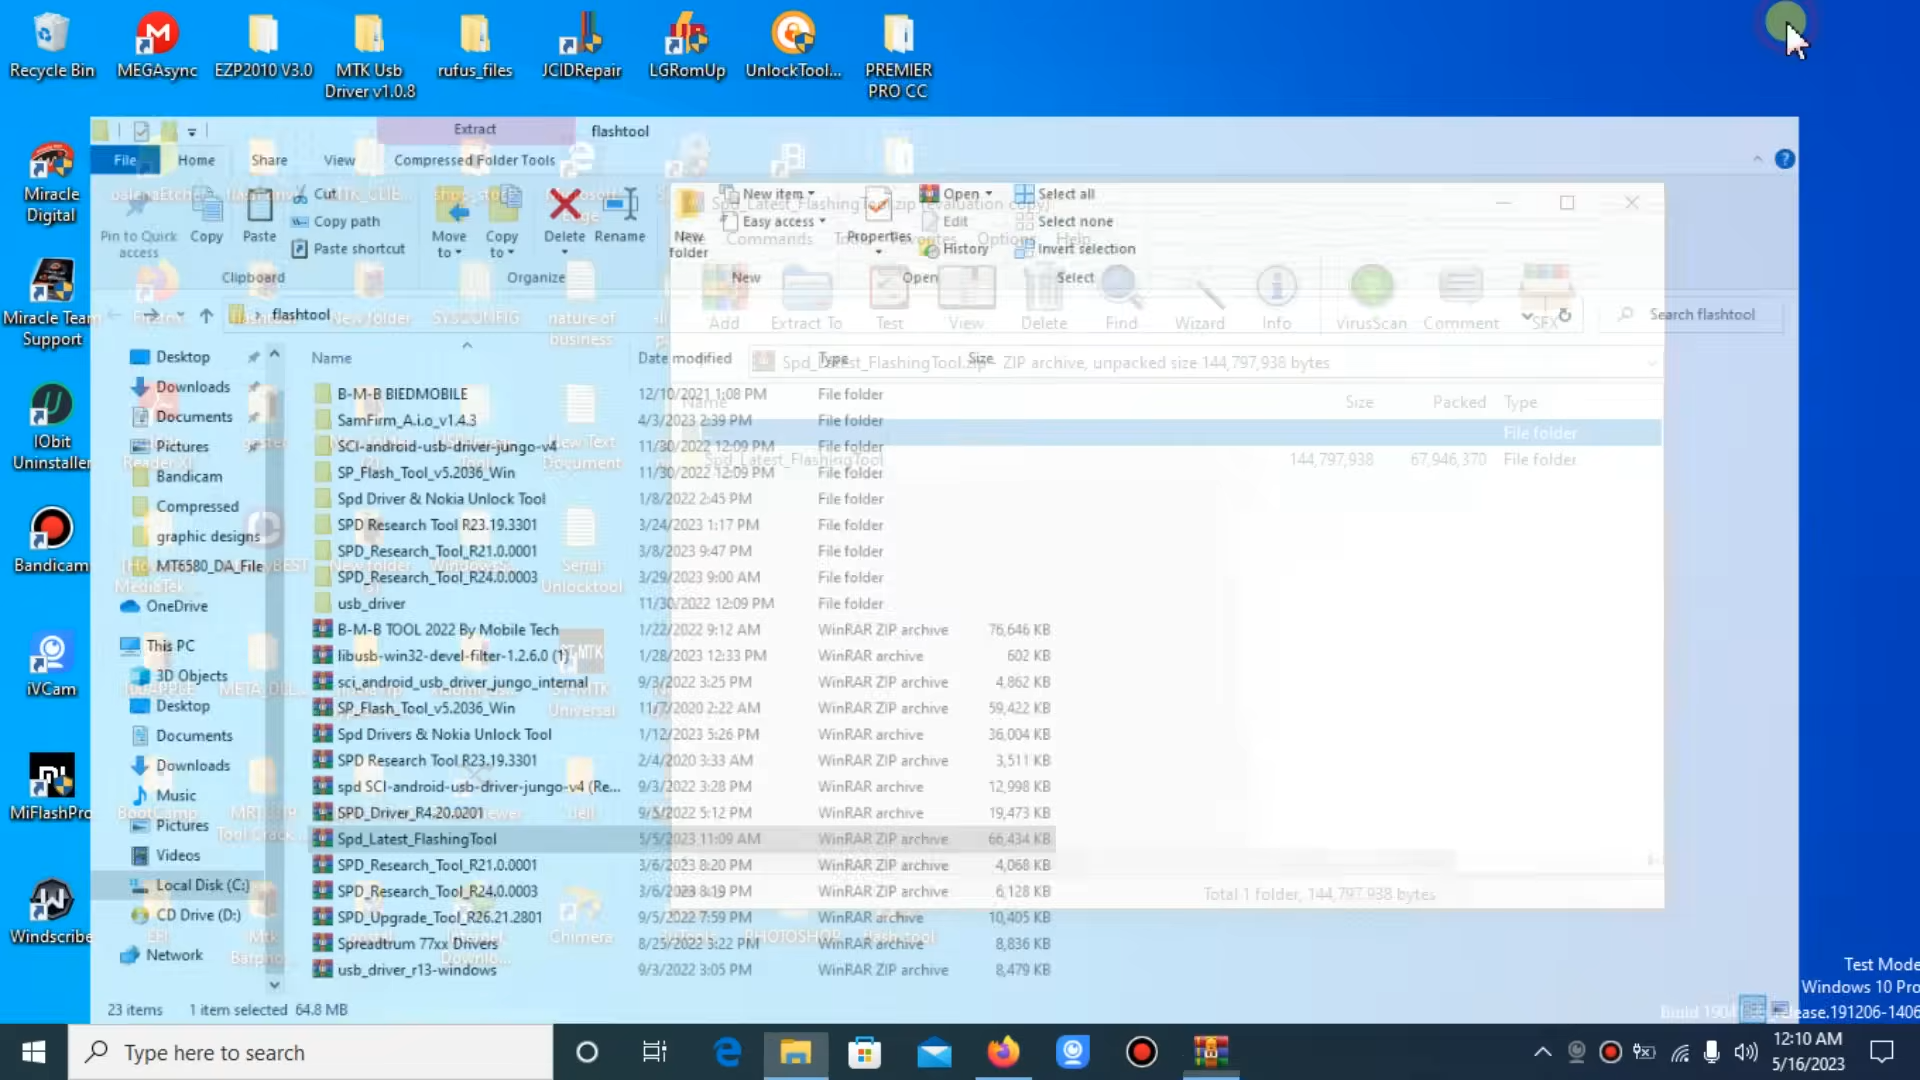 Recycle Bin
MEGAsync
EZP2010 V3.0
MTK Usb
Driver v1.0.8
rufus_files
JCIDRepair
LGRomUp
UnlockTool...
PREMIER
PRO CC
Miracle
Digital
Miracle Team
Support
IObit
Uninstaller
Bandicam
iVCam
MiFlashPro
Windscribe
Extract
flashtool
File
Home
Share
View
Compressed Folder Tools
Pin to Quick
access
Copy
Paste
Cut
Copy path
Paste shortcut
Clipboard
Move
to
Copy
to
Delete
Rename
Organize
New
folder
New item
Easy access
New
Properties
Open
Edit
History
Open
Select all
Select none
Invert selection
Select
Spd_Latest_FlashingTool.zip (evaluation copy)
Commands
Options
Help
Add
Extract To
Test
View
Delete
Find
Wizard
Info
VirusScan
Comment
SFX
flashtool
Search flashtool
Spd_Latest_FlashingTool.zip - ZIP archive, unpacked size 144,797,938 bytes
Name
Date modified
Type
Size
Name
Size
Packed
Type
File folder
Spd_Latest_FlashingTool
144,797,938
67,946,370
File folder
Total 1 folder, 144,797,938 bytes
Desktop
Downloads
Documents
Pictures
Bandicam
Compressed
graphic designs
MT6580_DA_File
OneDrive
This PC
3D Objects
Desktop
Documents
Downloads
Music
Pictures
Videos
Local Disk (C:)
CD Drive (D:)
Network
B-M-B BIEDMOBILE 12/10/2021 1:08 PM File folder
SamFirm_A.i.o_v1.4.3 4/3/2023 2:39 PM File folder
SCI-android-usb-driver-jungo-v4 11/30/2022 12:09 PM File folder
SP_Flash_Tool_v5.2036_Win 11/30/2022 12:09 PM File folder
Spd Driver & Nokia Unlock Tool 1/8/2022 2:45 PM File folder
SPD Research Tool R23.19.3301 3/24/2023 1:17 PM File folder
SPD_Research_Tool_R21.0.0001 3/8/2023 9:47 PM File folder
SPD_Research_Tool_R24.0.0003 3/29/2023 9:00 AM File folder
usb_driver 11/30/2022 12:09 PM File folder
B-M-B TOOL 2022 By Mobile Tech 1/22/2022 9:12 AM WinRAR ZIP archive 76,646 KB
libusb-win32-devel-filter-1.2.6.0 (1) 1/28/2023 12:33 PM WinRAR archive 602 KB
sci_android_usb_driver_jungo_internal 9/3/2022 3:25 PM WinRAR archive 4,862 KB
SP_Flash_Tool_v5.2036_Win 11/7/2020 2:22 AM WinRAR ZIP archive 59,422 KB
Spd Drivers & Nokia Unlock Tool 1/12/2023 5:26 PM WinRAR archive 36,004 KB
SPD Research Tool R23.19.3301 2/4/2020 3:33 AM WinRAR archive 3,511 KB
spd SCI-android-usb-driver-jungo-v4 (Re... 9/3/2022 3:28 PM WinRAR archive 12,998 KB
SPD_Driver_R4.20.0201 9/5/2022 5:12 PM WinRAR ZIP archive 19,473 KB
Spd_Latest_FlashingTool 5/5/2023 11:09 AM WinRAR ZIP archive 66,434 KB
SPD_Research_Tool_R21.0.0001 3/6/2023 8:20 PM WinRAR ZIP archive 4,068 KB
SPD_Research_Tool_R24.0.0003 3/6/2023 8:19 PM WinRAR ZIP archive 6,128 KB
SPD_Upgrade_Tool_R26.21.2801 9/5/2022 7:59 PM WinRAR archive 10,405 KB
Spreadtrum 77xx Drivers 8/25/2022 3:22 PM WinRAR archive 8,836 KB
usb_driver_r13-windows 9/3/2022 3:05 PM WinRAR ZIP archive 8,479 KB
23 items
1 item selected 64.8 MB
Test Mode
Windows 10 Pro
Type here to search
12:10 AM
5/16/2023